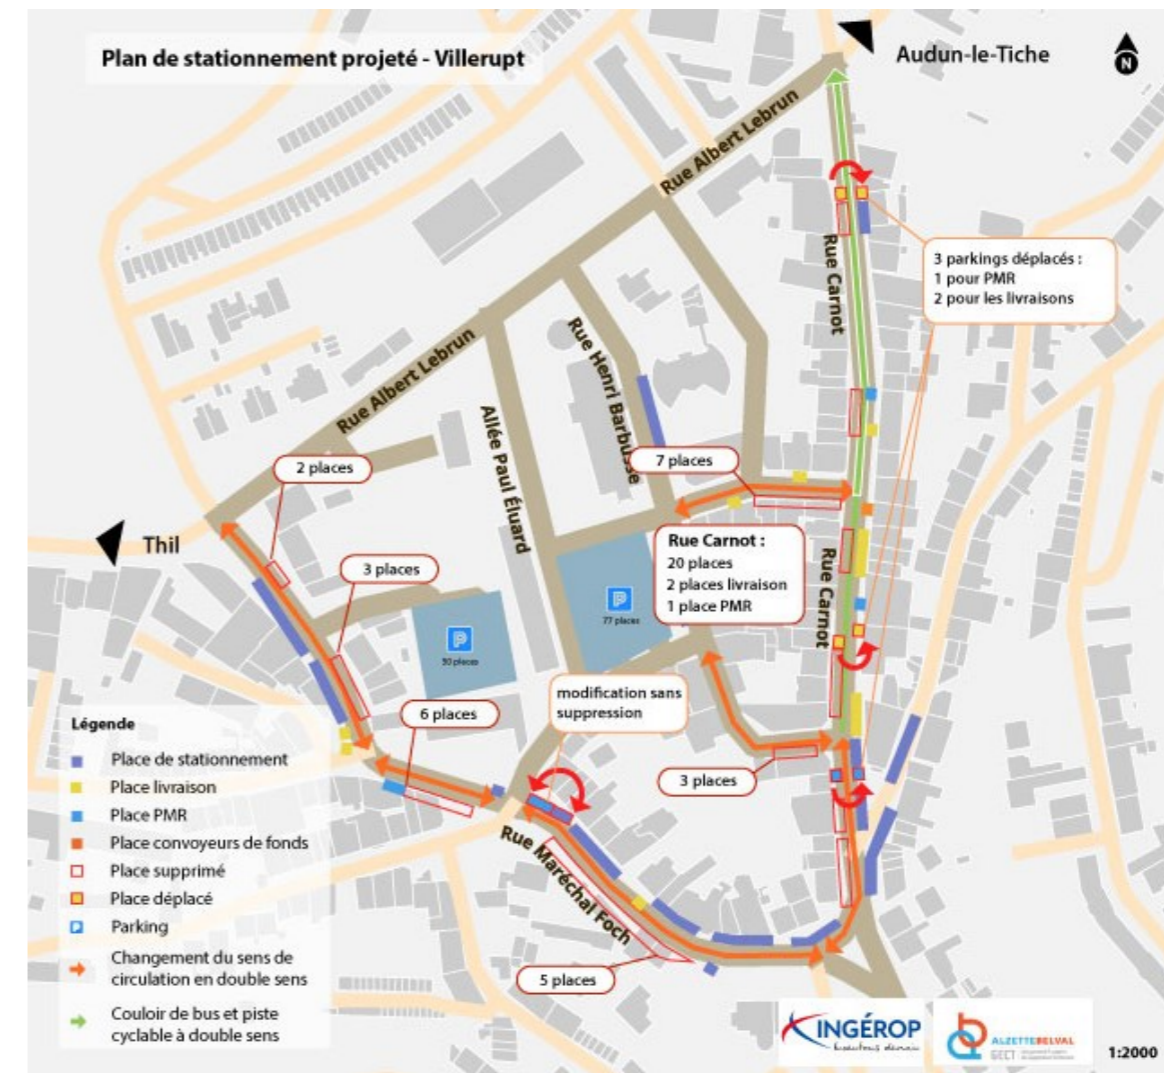 Plan de stationnement projeté - Villerupt
Audun-le-Tiche
N
Rue Albert Lebrun
Rue Carnot
3 parkings déplacés :
1 pour PMR
2 pour les livraisons
Rue Albert Lebrun
Rue Henri Barbusse
Allée Paul Éluard
2 places
7 places
Thil
3 places
Rue Carnot :
20 places
2 places livraison
1 place PMR
Rue Carnot
P
77 places
P
6 places
modification sans
suppression
3 places
Rue Maréchal Foch
5 places
Légende
Place de stationnement
Place livraison
Place PMR
Place convoyeurs de fonds
Place supprimé
Place déplacé
P
Parking
Changement du sens de
circulation en double sens
Couloir de bus et piste
cyclable à double sens
INGÉROP
ALZETTEBELVAL
GECT
1:2000